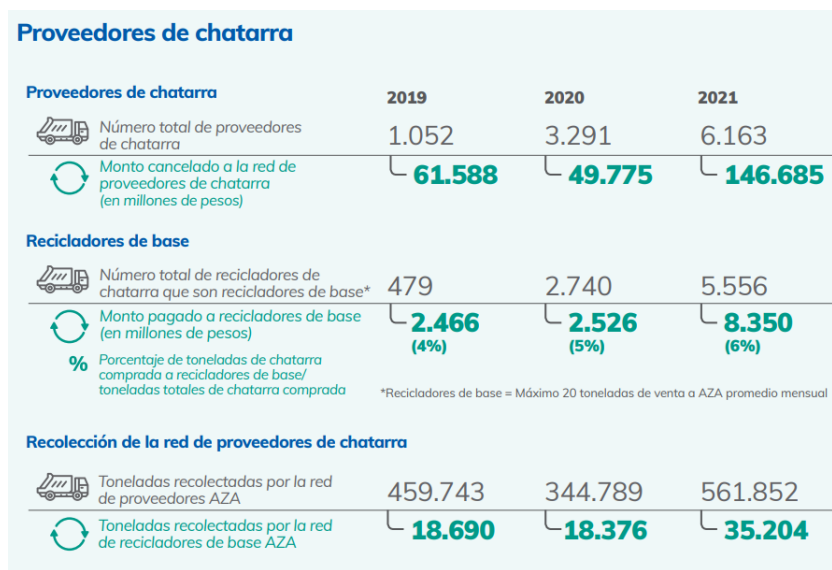 Proveedores de chatarra
Proveedores de chatarra 2019 2020 2021
Número total de proveedores
de chatarra
1.052 3.291 6.163
Monto cancelado a la red de
proveedores de chatarra
(en millones de pesos)
61.588 49.775 146.685
Recicladores de base
Número total de recicladores de
chatarra que son recicladores de base*
479 2.740 5.556
Monto pagado a recicladores de base
(en millones de pesos)
2.466 2.526 8.350
(4%) (5%) (6%)
% Porcentaje de toneladas de chatarra
comprada a recicladores de base/
toneladas totales de chatarra comprada
*Recicladores de base = Máximo 20 toneladas de venta a AZA promedio mensual
Recolección de la red de proveedores de chatarra
Toneladas recolectadas por la red
de proveedores AZA
459.743 344.789 561.852
Toneladas recolectadas por la red
de recicladores de base AZA
18.690 18.376 35.204